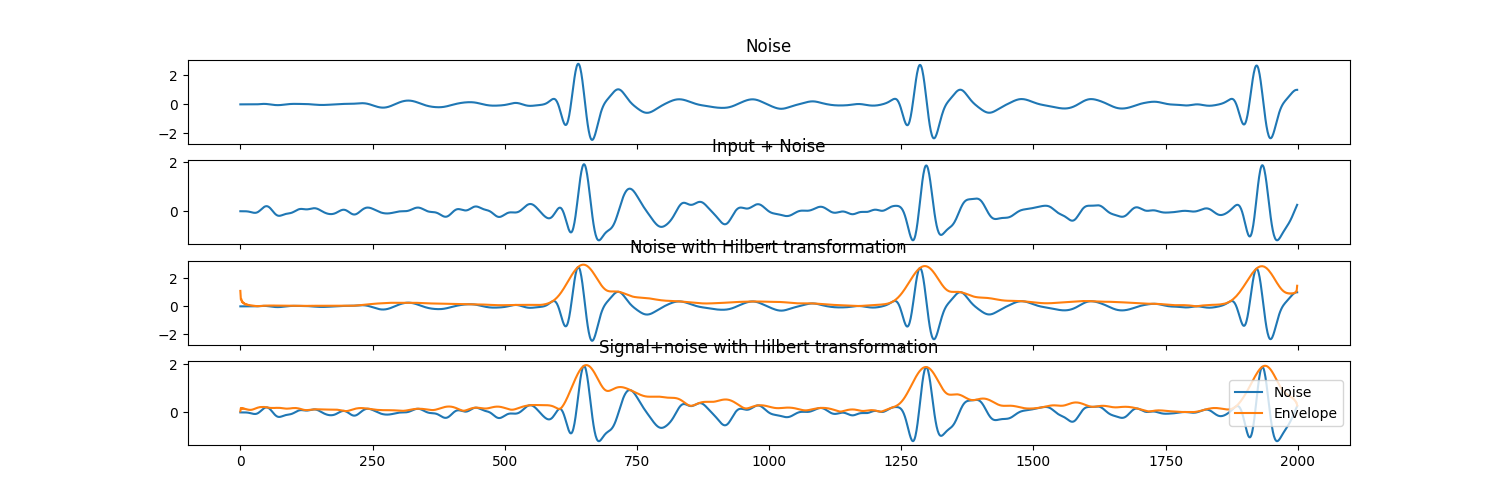 Noise
2
0
−2
Input + Noise
2
0
Noise with Hilbert transformation
2
0
−2
Signal+noise with Hilbert transformation
2
0
Noise
Envelope
0 250 500 750 1000 1250 1500 1750 2000